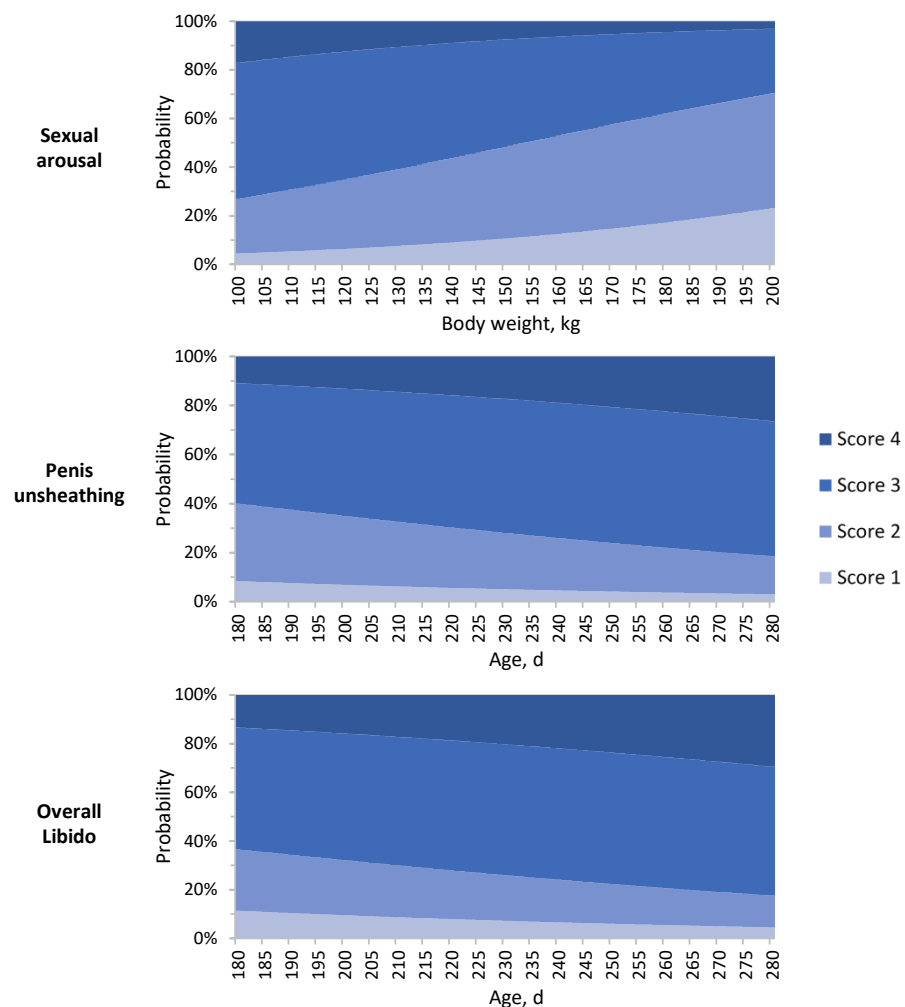 100%
80%
60%
40%
20%
0%
Probability
Sexual
arousal
100 105 110 115 120 125 130 135 140 145 150 155 160 165 170 175 180 185 190 195 200
Body weight, kg
100%
80%
60%
40%
20%
0%
Probability
Penis
unsheathing
180 185 190 195 200 205 210 215 220 225 230 235 240 245 250 255 260 265 270 275 280
Age, d
Score 4
Score 3
Score 2
Score 1
100%
80%
60%
40%
20%
0%
Probability
Overall
Libido
180 185 190 195 200 205 210 215 220 225 230 235 240 245 250 255 260 265 270 275 280
Age, d